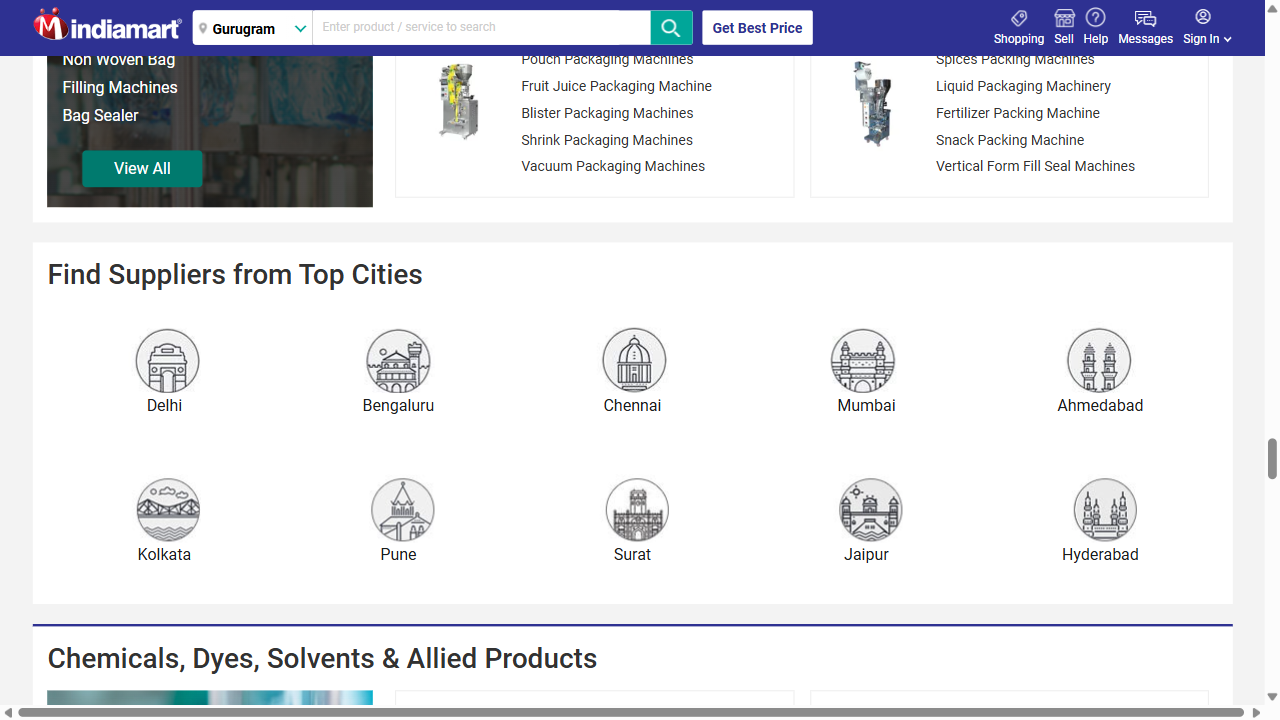 indiamart
Gurugram
Enter product / service to search
Get Best Price
Shopping
Sell
Help
Messages
Sign In
Non Woven Bag
Filling Machines
Bag Sealer
View All
Pouch Packaging Machines
Fruit Juice Packaging Machine
Blister Packaging Machines
Shrink Packaging Machines
Vacuum Packaging Machines
Spices Packing Machines
Liquid Packaging Machinery
Fertilizer Packing Machine
Snack Packing Machine
Vertical Form Fill Seal Machines
Find Suppliers from Top Cities
Delhi
Bengaluru
Chennai
Mumbai
Ahmedabad
Kolkata
Pune
Surat
Jaipur
Hyderabad
Chemicals, Dyes, Solvents & Allied Products